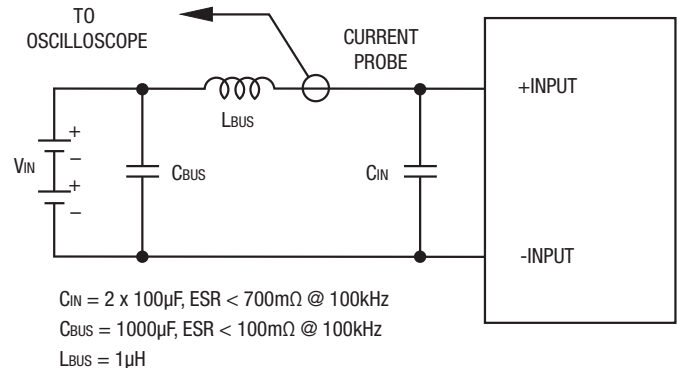 TO
OSCILLOSCOPE
CURRENT
PROBE
+INPUT
LBUS
VIN
+
−
+
−
CBUS
CIN
-INPUT
CIN = 2 x 100µF, ESR < 700mΩ @ 100kHz
CBUS = 1000µF, ESR < 100mΩ @ 100kHz
LBUS = 1µH